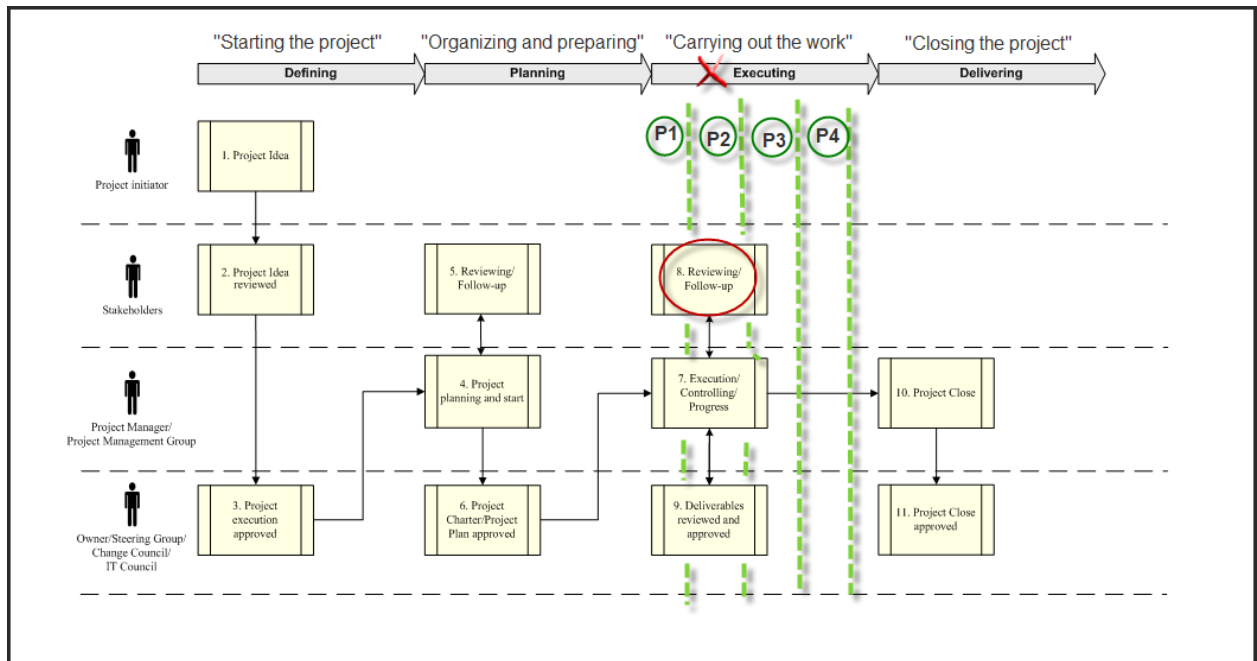 "Starting the project"
"Organizing and preparing"
"Carrying out the work"
"Closing the project"
Defining
Planning
Executing
Delivering
P1
P2
P3
P4
Project initiator
1. Project Idea
Stakeholders
2. Project Idea
reviewed
5. Reviewing/
Follow-up
8. Reviewing/
Follow-up
Project Manager/
Project Management Group
4. Project
planning and start
7. Execution/
Controlling/
Progress
10. Project Close
Owner/Steering Group/
Change Council/
IT Council
3. Project
execution
approved
6. Project
Charter/Project
Plan approved
9. Deliverables
reviewed and
approved
11. Project Close
approved